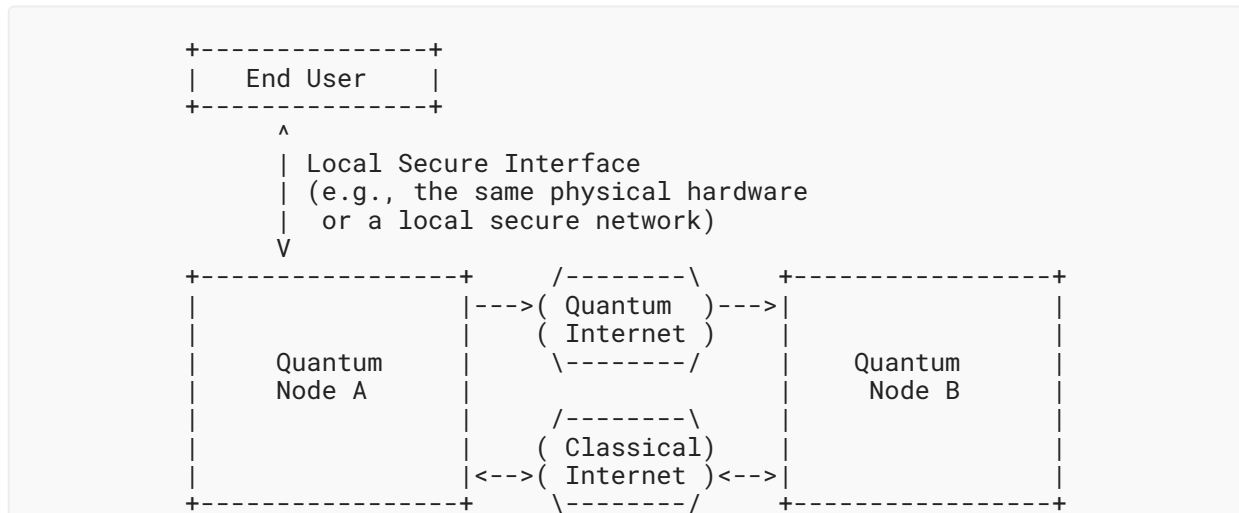 +---------------+
|   End User    |
+---------------+
      ^
      | Local Secure Interface
      | (e.g., the same physical hardware
      |  or a local secure network)
      V
+-----------------+     /--------\     +-----------------+
|                 |--->( Quantum  )--->|                 |
|                 |    ( Internet )    |                 |
|     Quantum     |     \--------/     |    Quantum      |
|     Node A      |                    |     Node B      |
|                 |     /--------\     |                 |
|                 |    ( Classical)    |                 |
|                 |<-->( Internet )<-->|                 |
+-----------------+     \--------/     +-----------------+